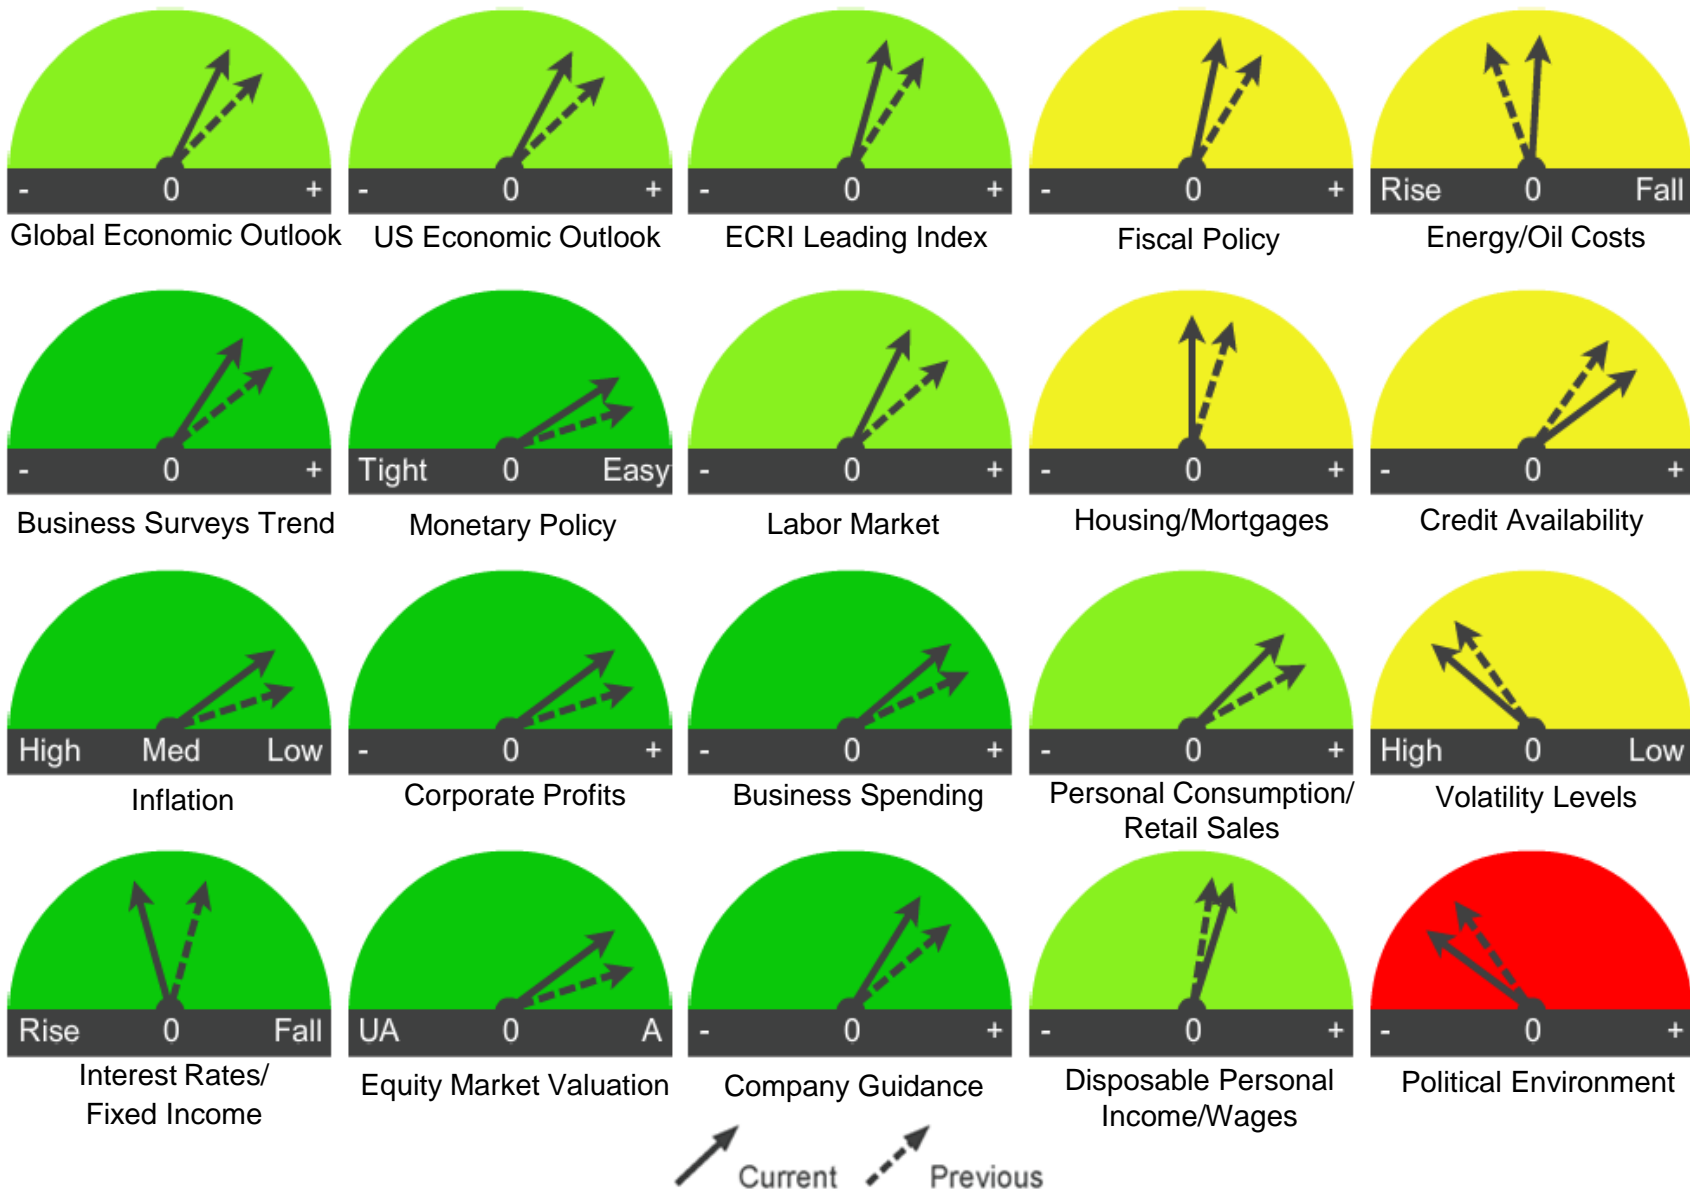 - 0 +
Global Economic Outlook
- 0 +
US Economic Outlook
- 0 +
ECRI Leading Index
- 0 +
Fiscal Policy
Rise 0 Fall
Energy/Oil Costs
- 0 +
Business Surveys Trend
Tight 0 Easy
Monetary Policy
- 0 +
Labor Market
- 0 +
Housing/Mortgages
- 0 +
Credit Availability
High Med Low
Inflation
- 0 +
Corporate Profits
- 0 +
Business Spending
- 0 +
Personal Consumption/
Retail Sales
High 0 Low
Volatility Levels
Rise 0 Fall
Interest Rates/
Fixed Income
UA 0 A
Equity Market Valuation
- 0 +
Company Guidance
- 0 +
Disposable Personal
Income/Wages
- 0 +
Political Environment
Current Previous